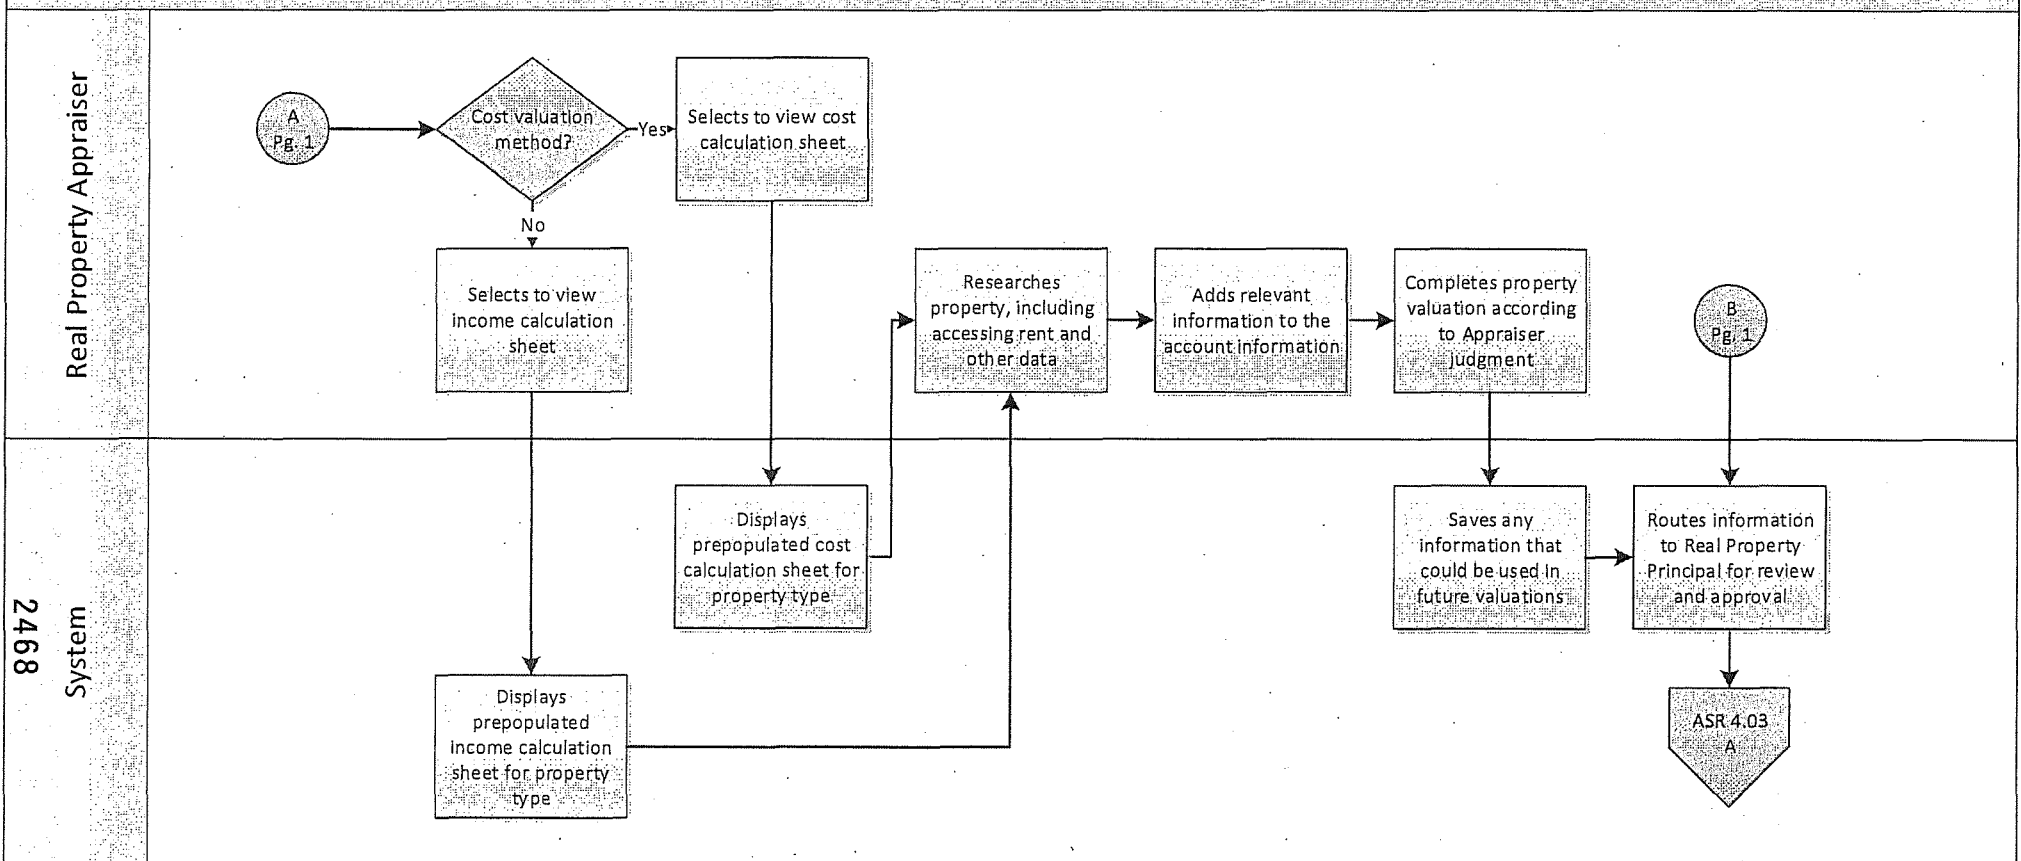 Real Property Appraiser
A
Pg. 1
Cost valuation
method?
Yes
Selects to view cost
calculation sheet
No
Selects to view
income calculation
sheet
Researches
property, including
accessing rent and
other data
Adds relevant
information to the
account information
Completes property
valuation according
to Appraiser
judgment
B
Pg. 1
System
2468
Displays
prepopulated cost
calculation sheet for
property type
Saves any
information that
could be used in
future valuations
Routes information
to Real Property
Principal for review
and approval
Displays
prepopulated
income calculation
sheet for property
type
ASR 4.03
A